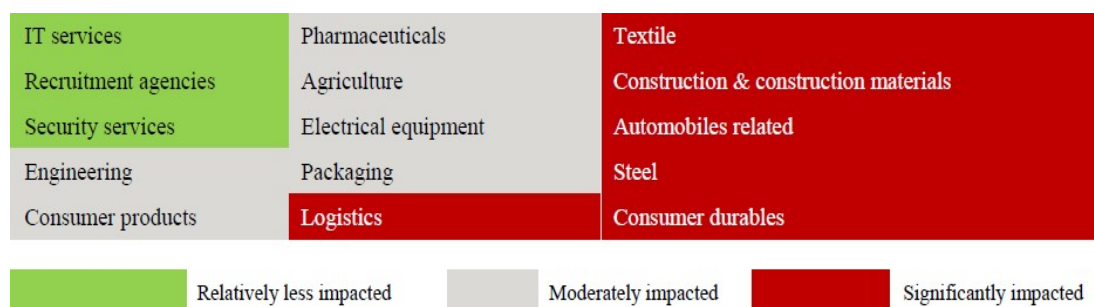 IT services
Pharmaceuticals
Textile
Recruitment agencies
Agriculture
Construction & construction materials
Security services
Electrical equipment
Automobiles related
Engineering
Packaging
Steel
Consumer products
Logistics
Consumer durables
Relatively less impacted
Moderately impacted
Significantly impacted